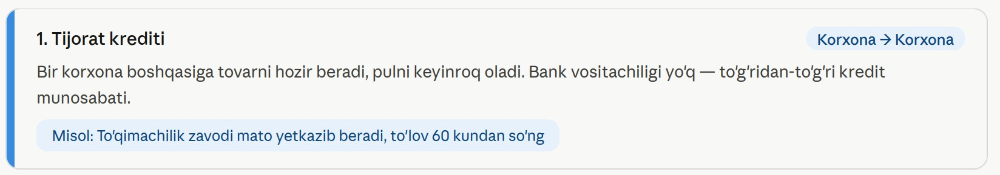 1. Tijorat krediti
Korxona → Korxona
Bir korxona boshqasiga tovarni hozir beradi, pulni keyinroq oladi. Bank vositachiligi yo'q — to'g'ridan-to'g'ri kredit
munosabati.
Misol: To'qimachilik zavodi mato yetkazib beradi, to'lov 60 kundan so'ng